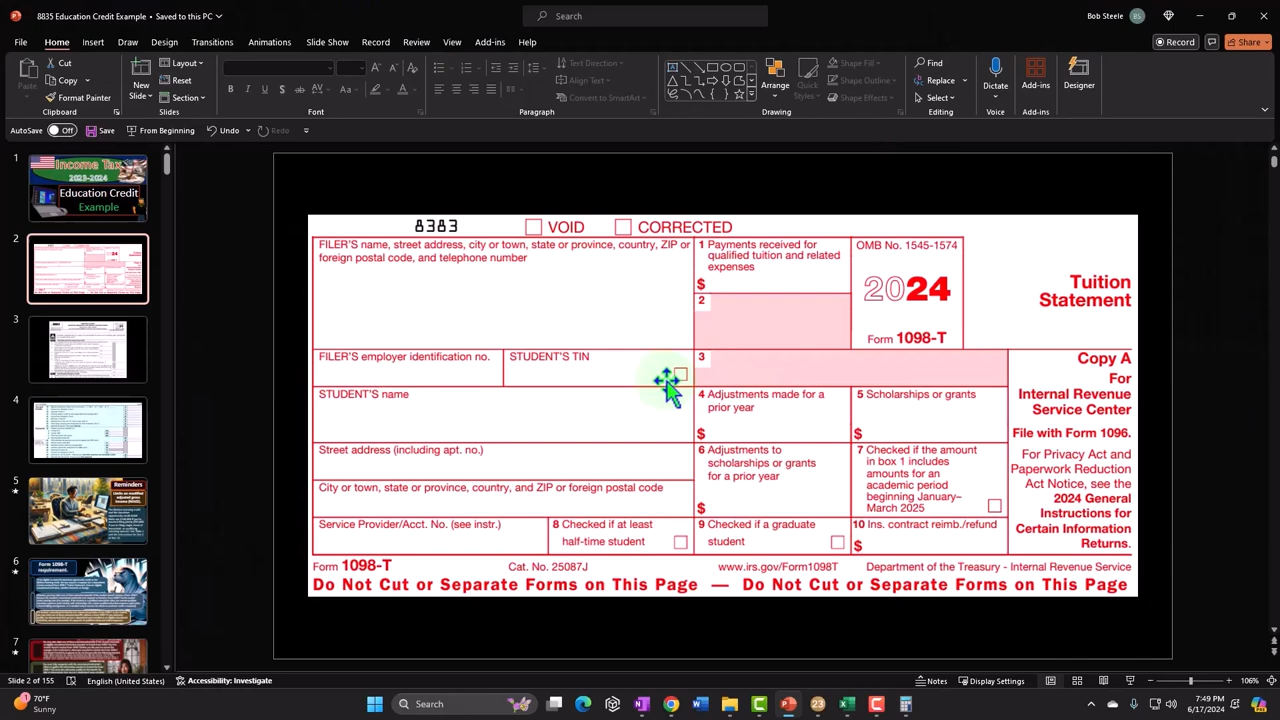 8835 Education Credit Example • Saved to this PC
Search
Bob Steele
BS
File
Home
Insert
Draw
Design
Transitions
Animations
Slide Show
Record
Review
View
Add-ins
Help
Record
Share
Paste
Cut
Copy
Format Painter
Clipboard
New
Slide
Layout
Reset
Section
Slides
Font
Paragraph
Text Direction
Align Text
Convert to SmartArt
Arrange
Quick
Styles
Shape Fill
Shape Outline
Shape Effects
Drawing
Find
Replace
Select
Editing
Dictate
Voice
Add-ins
Add-ins
Designer
AutoSave
Off
Save
From Beginning
Undo
Redo
1
Income Tax
2023-2024
Education Credit
Example
2
3
4
5
Reminders
6
Form 1098-T
requirement.
7
8383
VOID
CORRECTED
FILER'S name, street address, city or town, state or province, country, ZIP or
foreign postal code, and telephone number
1 Payments received for
qualified tuition and related
expenses
$
2
OMB No. 1545-1574
2024
Form 1098-T
Tuition
Statement
FILER'S employer identification no.
STUDENT'S TIN
3
Copy A
For
Internal Revenue
Service Center
File with Form 1096.
For Privacy Act and
Paperwork Reduction
Act Notice, see the
2024 General
Instructions for
Certain Information
Returns.
STUDENT'S name
4 Adjustments made for a
prior year
$
5 Scholarships or grants
$
Street address (including apt. no.)
6 Adjustments to
scholarships or grants
for a prior year
$
7 Checked if the amount
in box 1 includes
amounts for an
academic period
beginning January–
March 2025
City or town, state or province, country, and ZIP or foreign postal code
Service Provider/Acct. No. (see instr.)
8 Checked if at least
half-time student
9 Checked if a graduate
student
10 Ins. contract reimb./refund
$
Form 1098-T
Cat. No. 25087J
www.irs.gov/Form1098T
Department of the Treasury - Internal Revenue Service
Do Not Cut or Separate Forms on This Page — Do Not Cut or Separate Forms on This Page
Slide 2 of 155
English (United States)
Accessibility: Investigate
Notes
Display Settings
106%
70°F
Clear
Search
7:49 PM
6/17/2024